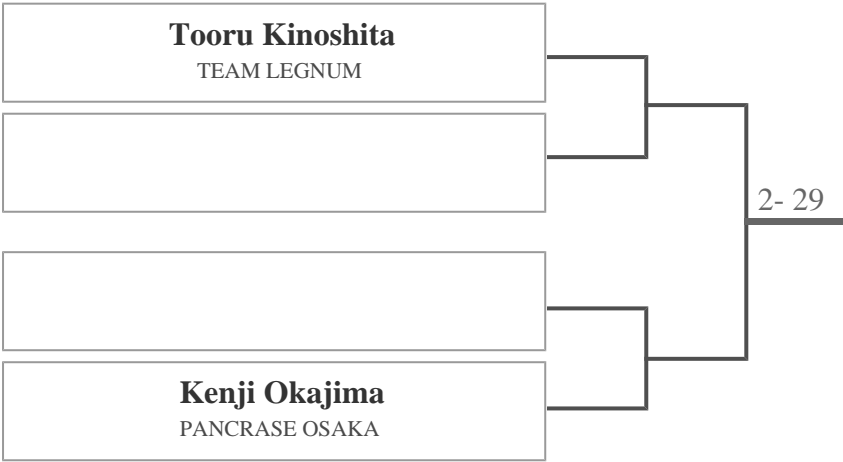 Tooru Kinoshita
TEAM LEGNUM
2- 29
Kenji Okajima
PANCRASE OSAKA